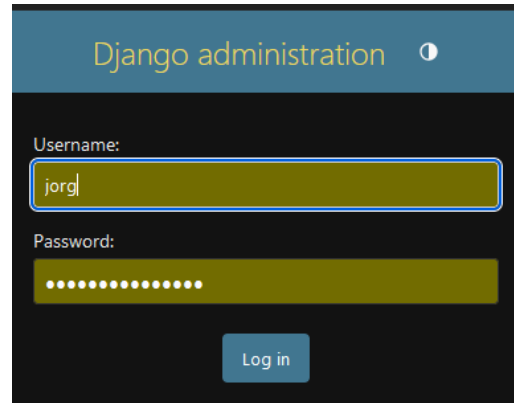 Django administration
Username:
jorg
Password:
•••••••••••••••
Log in